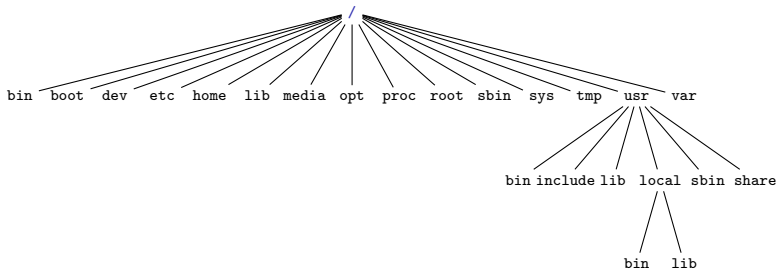 /
bin boot dev etc home lib media opt proc root sbin sys tmp usr var
bin include lib local sbin share
bin lib